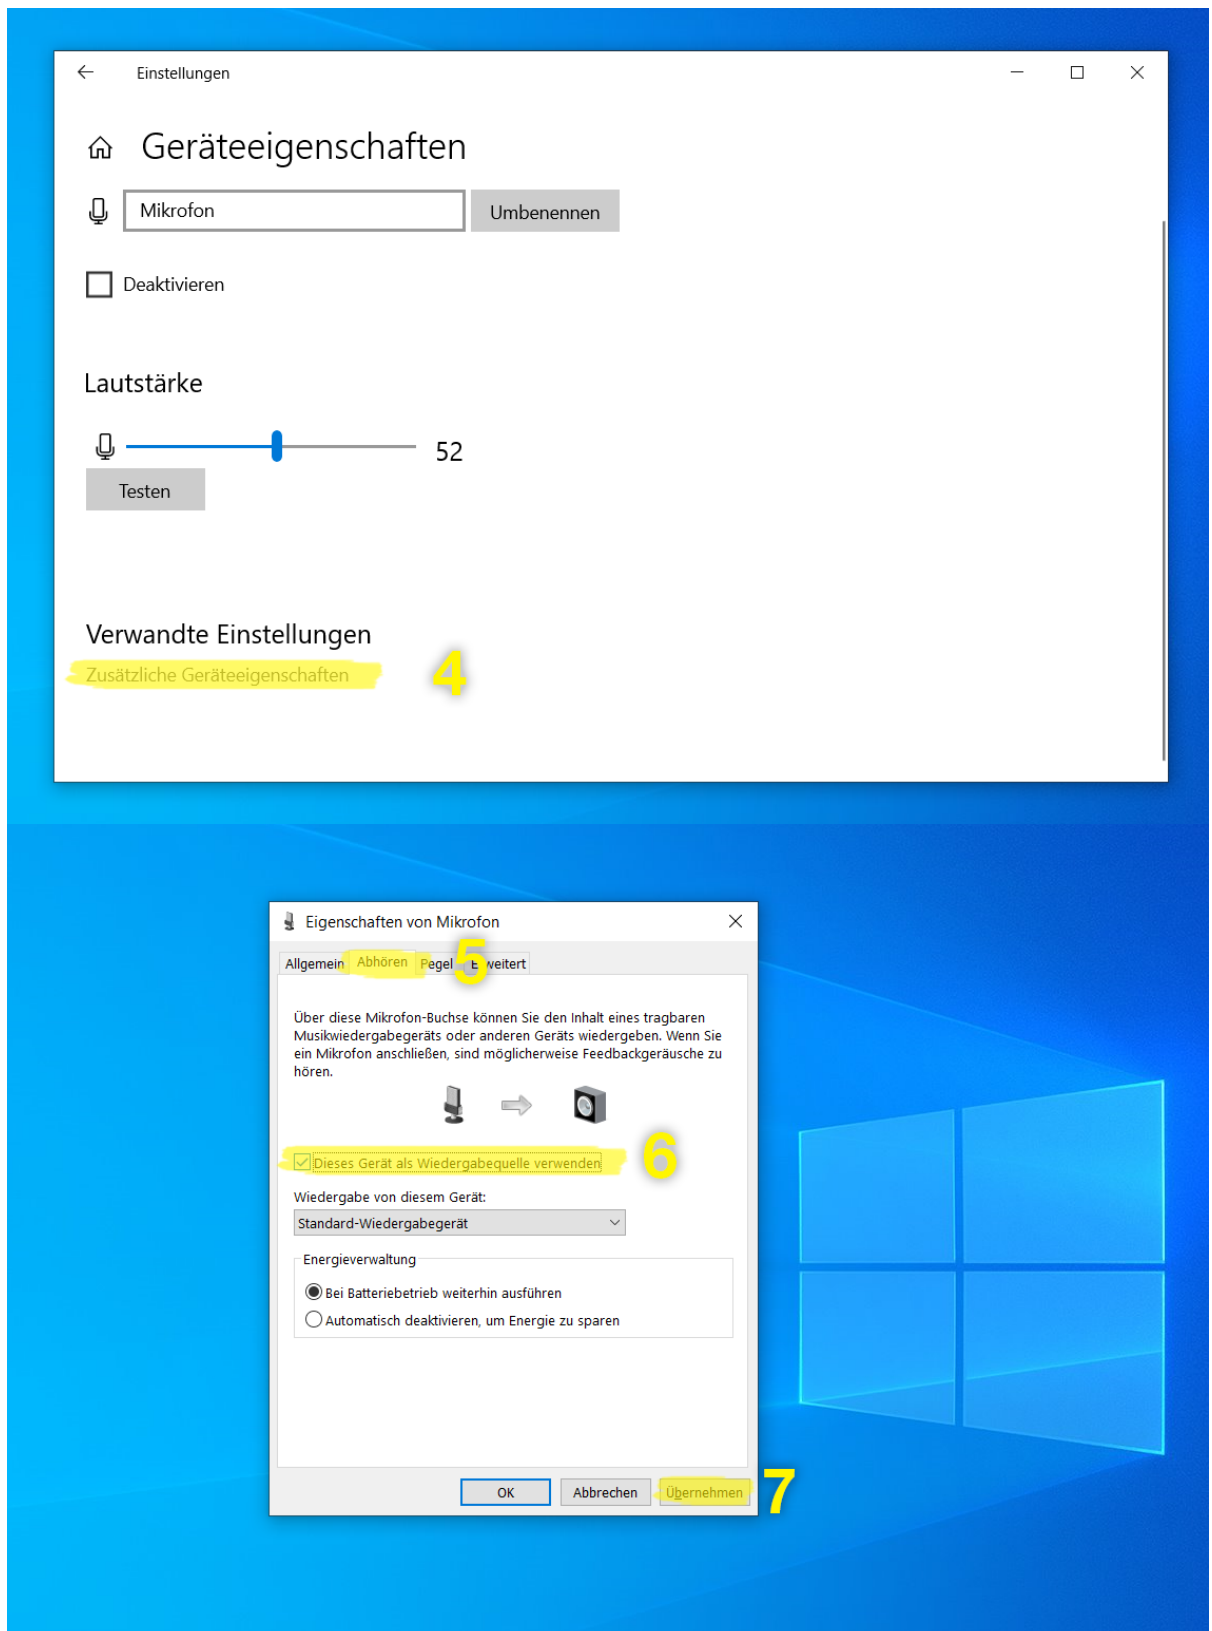 Einstellungen
Geräteeigenschaften
Mikrofon
Umbenennen
Deaktivieren
Lautstärke
52
Testen
Verwandte Einstellungen
Zusätzliche Geräteeigenschaften
4
Eigenschaften von Mikrofon
5
Allgemein Abhören Pegel Erweitert
Über diese Mikrofon-Buchse können Sie den Inhalt eines tragbaren
Musikwiedergabegeräts oder anderen Geräts wiedergeben. Wenn Sie
ein Mikrofon anschließen, sind möglicherweise Feedbackgeräusche zu
hören.
Dieses Gerät als Wiedergabequelle verwenden
6
Wiedergabe von diesem Gerät:
Standard-Wiedergabegerät
Energieverwaltung
Bei Batteriebetrieb weiterhin ausführen
Automatisch deaktivieren, um Energie zu sparen
OK Abbrechen Übernehmen
7